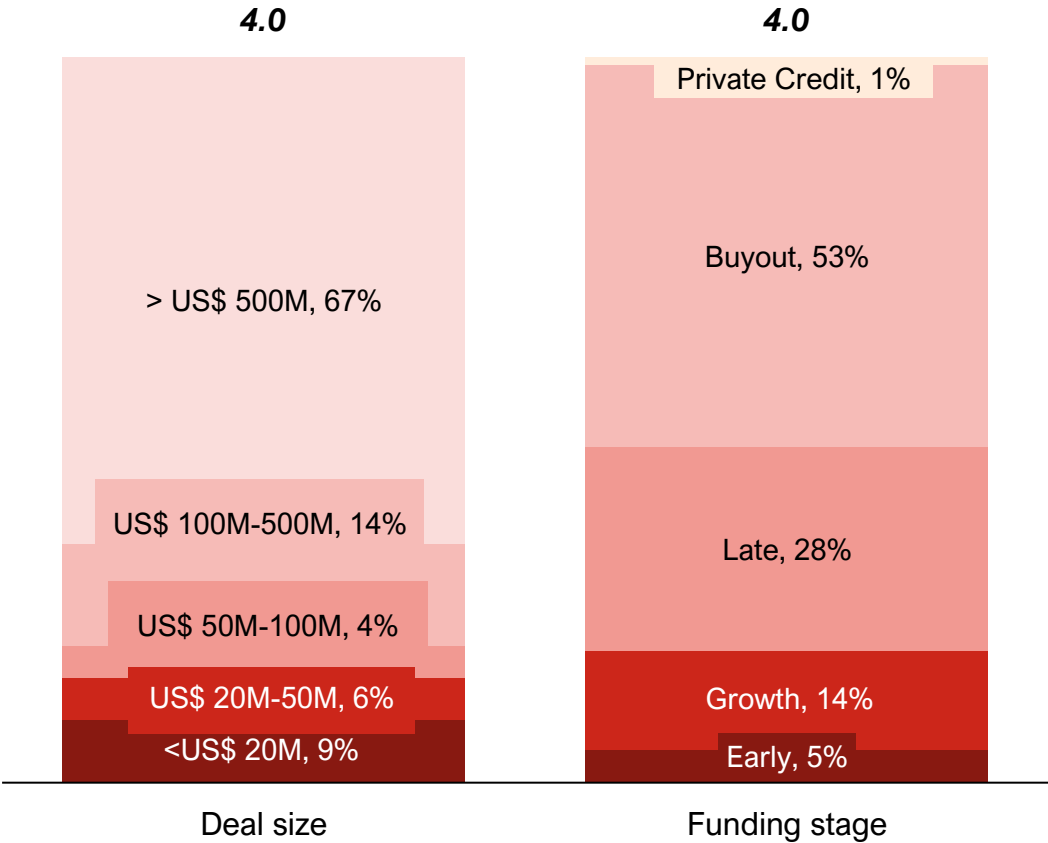 4.0
> US$ 500M, 67%
US$ 100M-500M, 14%
US$ 50M-100M, 4%
US$ 20M-50M, 6%
<US$ 20M, 9%
Deal size
4.0
Private Credit, 1%
Buyout, 53%
Late, 28%
Growth, 14%
Early, 5%
Funding stage